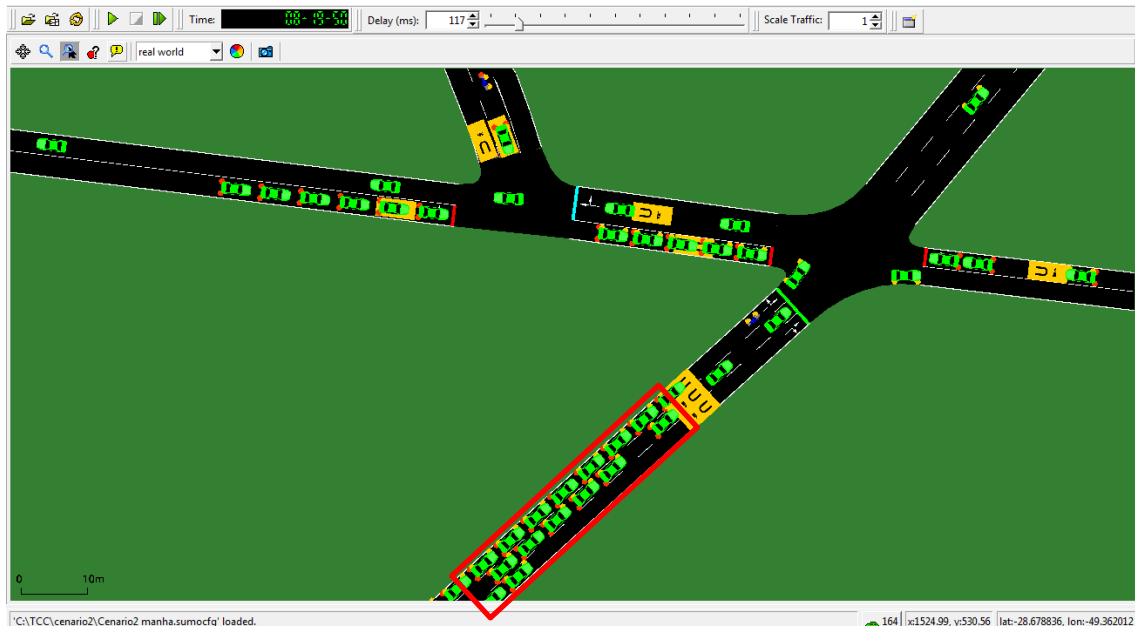 Time: 08-19-50 Delay (ms): 117 Scale Traffic: 1
real world
0 10m
'C:\TCC\cenario2\Cenario2 manha.sumocfg' loaded. 164 x:1524.99, y:530.56 lat:-28.678836, lon:-49.362012